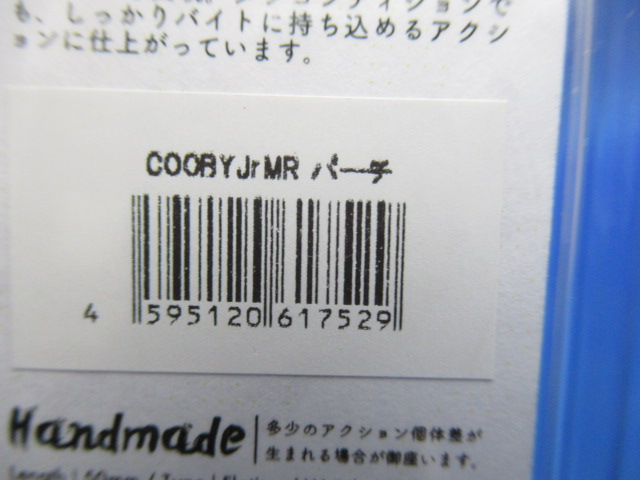 も、しっかりバイトに持ち込めるアクシ
ョンに仕上がっています。
COOBYJrMR パーチ
4 595120 617529
Handmade
多少のアクション個体差が
生まれる場合が御座います。